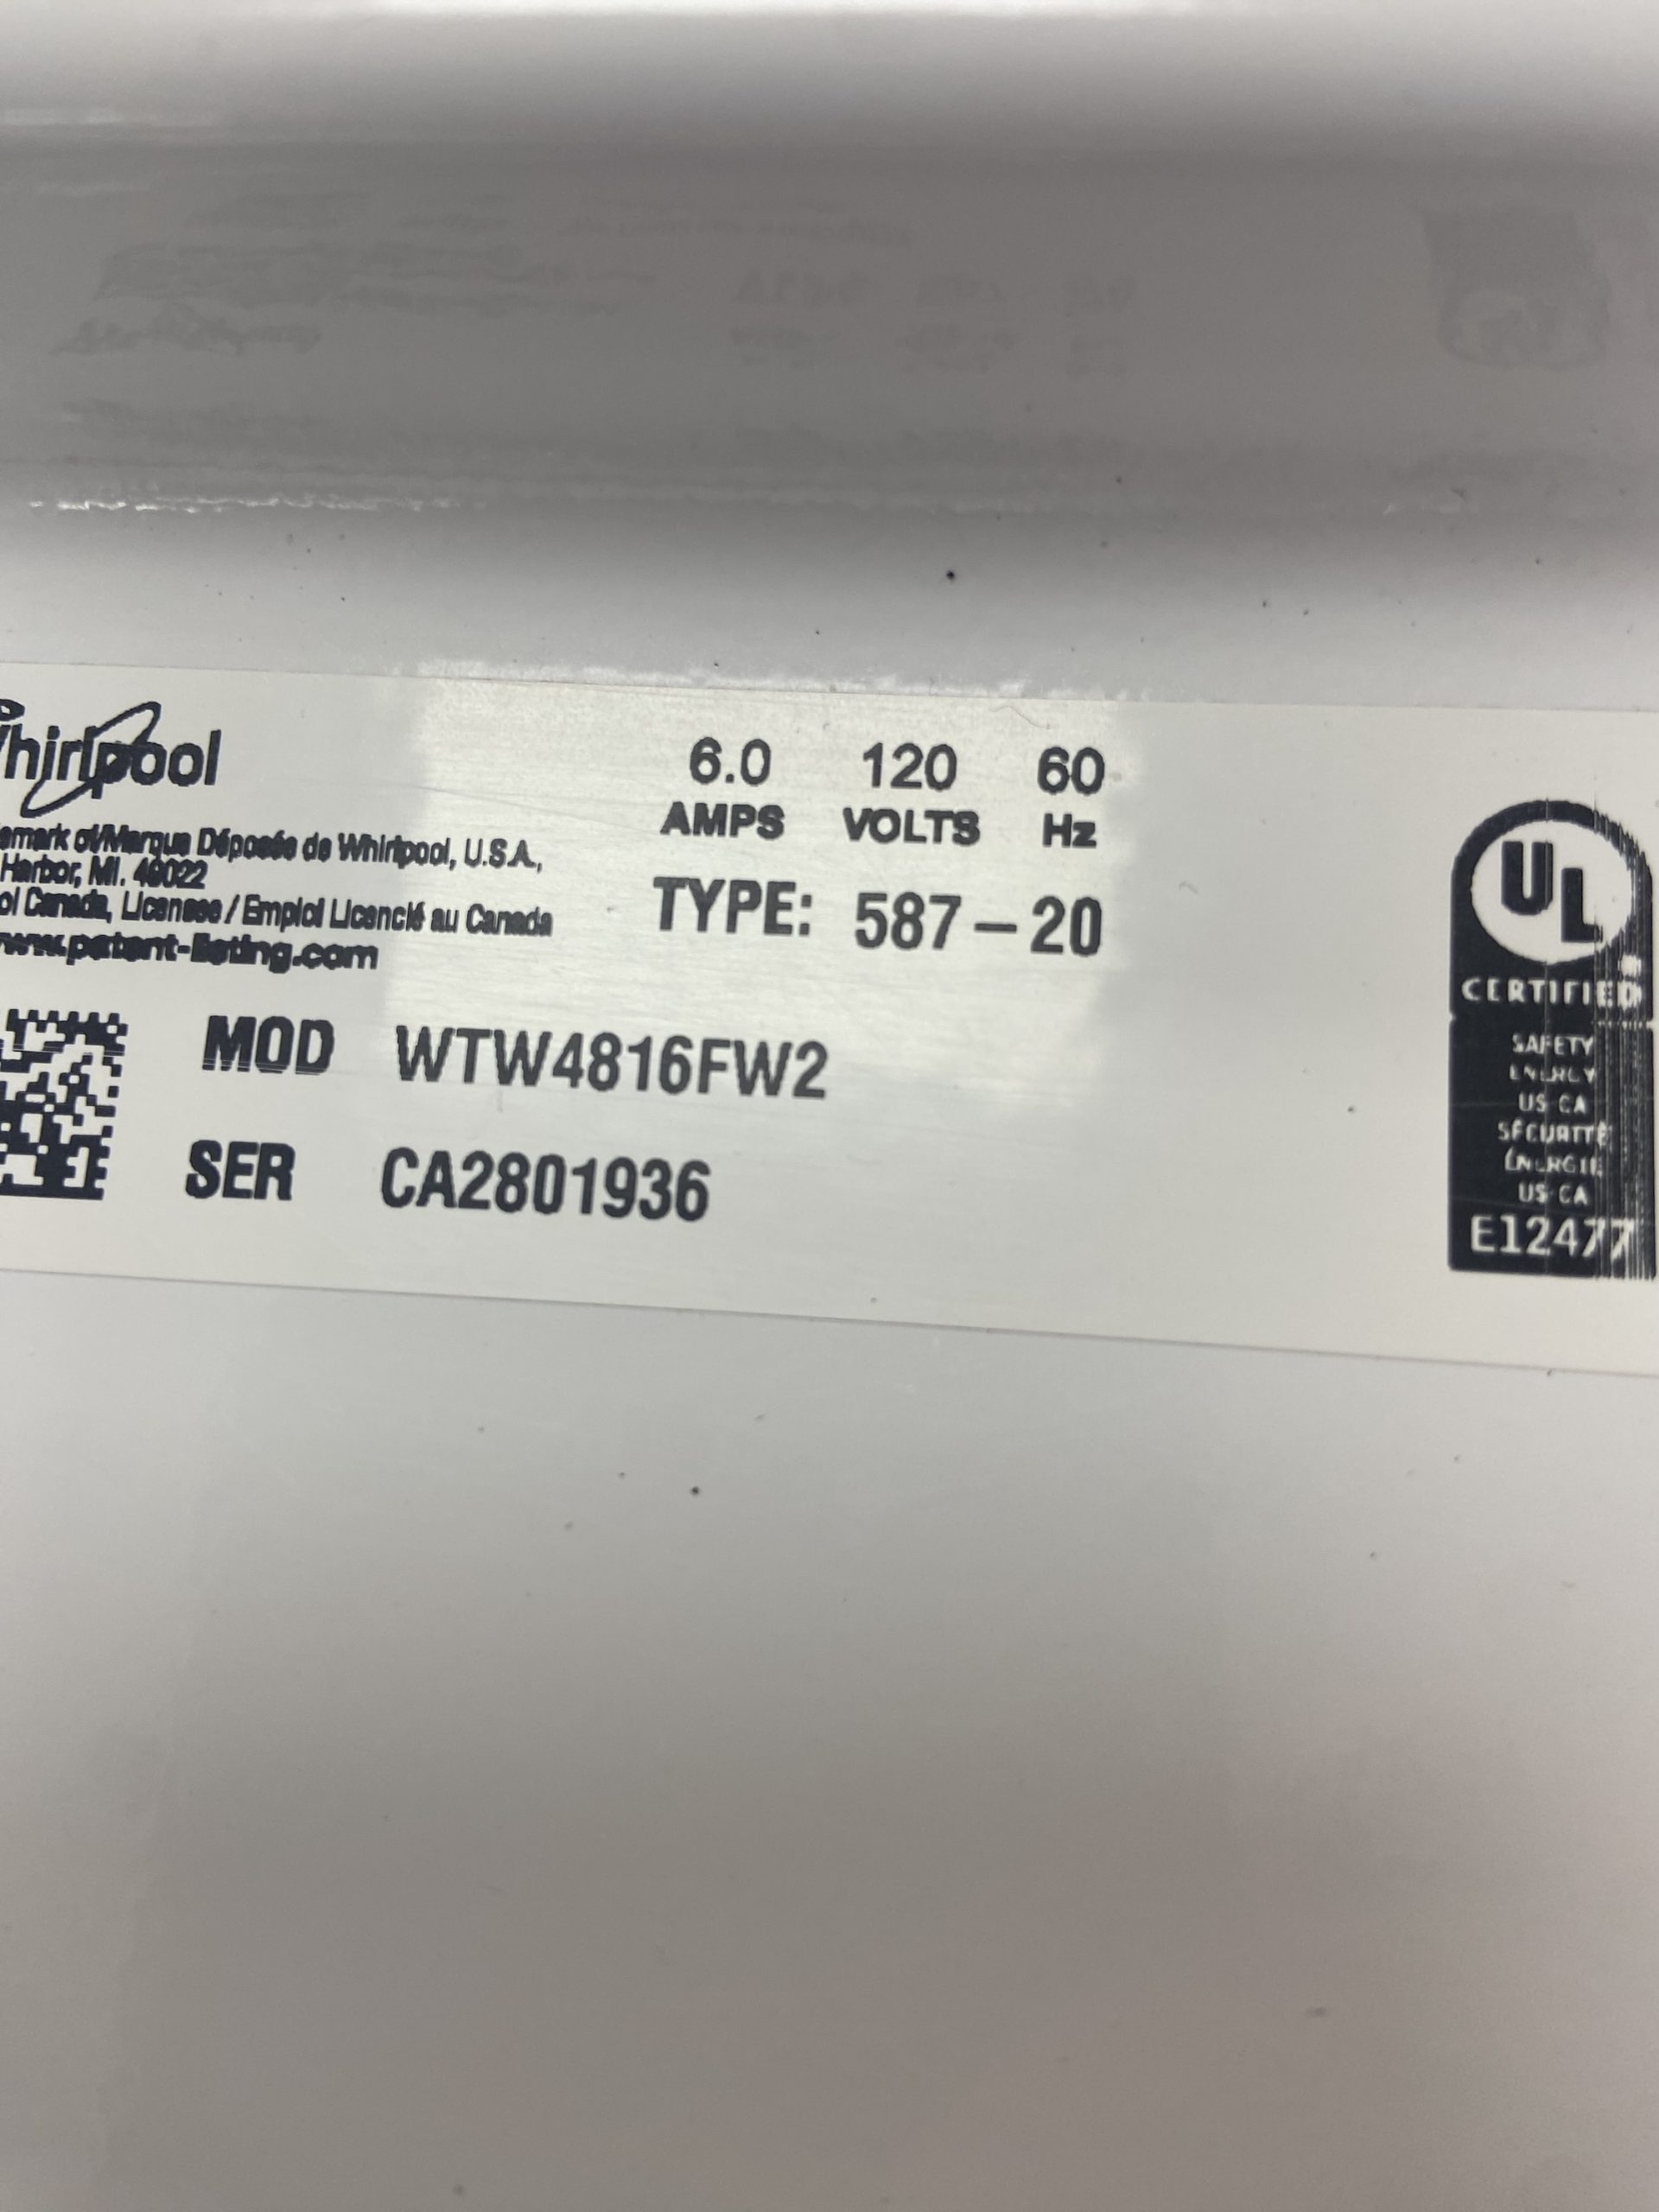 Whirlpool
6.0 120 60
AMPS VOLTS Hz
emark of/Marque Déposée de Whirlpool, U.S.A.,
Harbor, MI. 49022
ol Canada, Licensee / Emploi Licencié au Canada
www.patent-listing.com
TYPE: 587-20
MOD WTW4816FW2
SER CA2801936
UL
CERTIFIED
SAFETY
ENERGY
US CA
SÉCURITÉ
ÉNERGIE
US CA
E12477